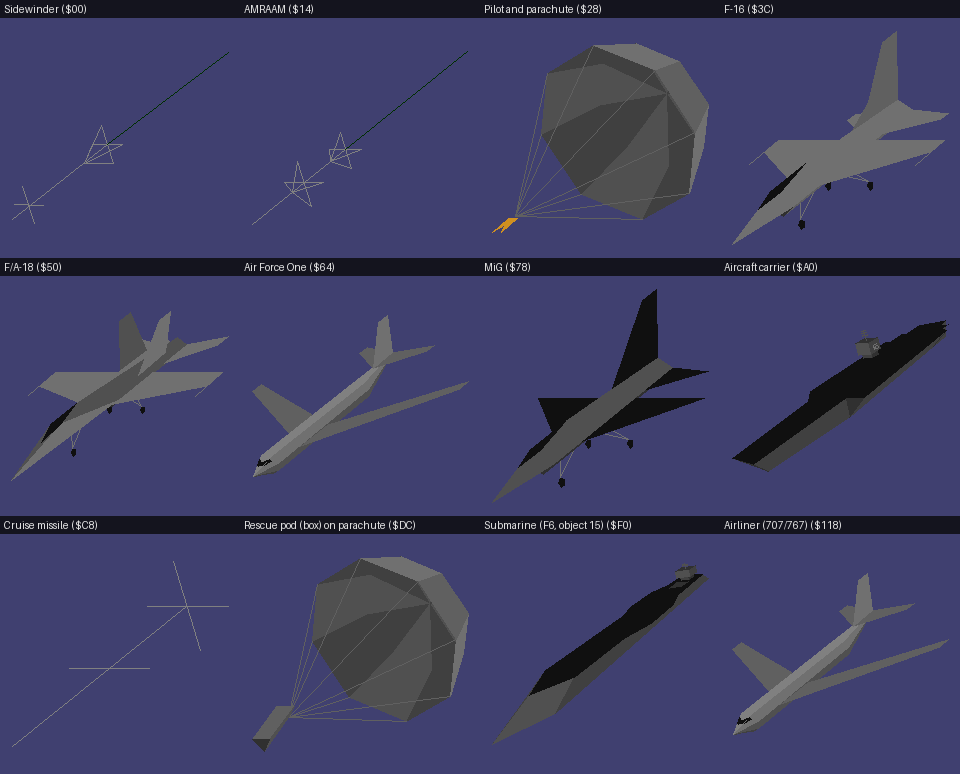 Sidewinder ($00)
AMRAAM ($14)
Pilot and parachute ($28)
F-16 ($3C)
F/A-18 ($50)
Air Force One ($64)
MiG ($78)
Aircraft carrier ($A0)
Cruise missile ($C8)
Rescue pod (box) on parachute ($DC)
Submarine (F6, object 15) ($F0)
Airliner (707/767) ($118)